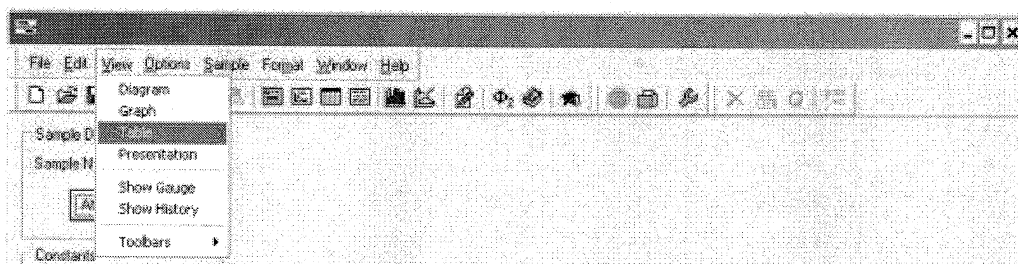 File Edit View Options Sample Format Window Help
Diagram
Graph
Table
Sample D
Presentation
Sample N
Show Gauge
Show History
Toolbars
Constants